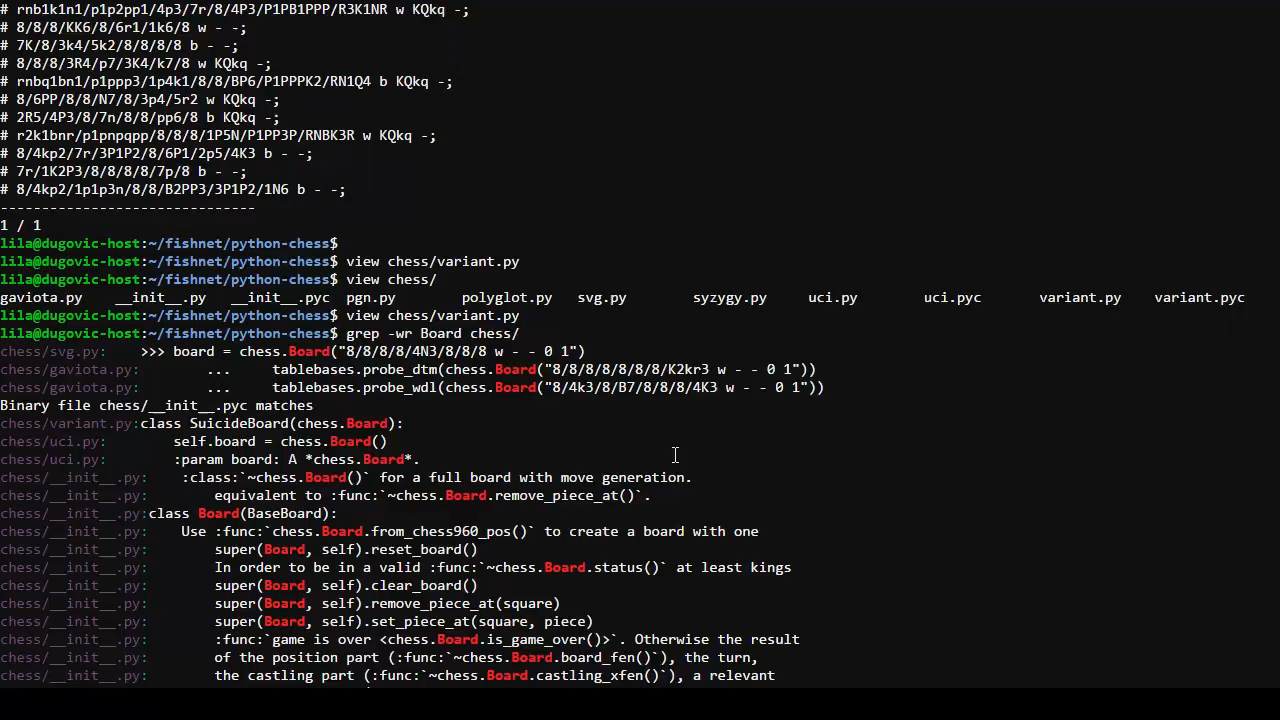 # rnb1k1n1/p1p2pp1/4p3/7r/8/4P3/P1PB1PPP/R3K1NR w KQkq -;
# 8/8/8/KK6/8/6r1/1k6/8 w - -;
# 7K/8/3k4/5k2/8/8/8/8 b - -;
# 8/8/8/3R4/p7/3K4/k7/8 w KQkq -;
# rnbq1bn1/p1ppp3/1p4k1/8/8/BP6/P1PPPK2/RN1Q4 b KQkq -;
# 8/6PP/8/8/N7/8/3p4/5r2 w KQkq -;
# 2R5/4P3/8/7n/8/8/pp6/8 b KQkq -;
# r2k1bnr/p1pnpqpp/8/8/8/1P5N/P1PP3P/RNBK3R w KQkq -;
# 8/4kp2/7r/3P1P2/8/6P1/2p5/4K3 b - -;
# 7r/1K2P3/8/8/8/8/7p/8 b - -;
# 8/4kp2/1p1p3n/8/8/B2PP3/3P1P2/1N6 b - -;
-------------------------------
1 / 1
lila@dugovic-host:~/fishnet/python-chess$
lila@dugovic-host:~/fishnet/python-chess$ view chess/variant.py
lila@dugovic-host:~/fishnet/python-chess$ view chess/
gaviota.py __init__.py __init__.pyc pgn.py polyglot.py svg.py syzygy.py uci.py uci.pyc variant.py variant.pyc
lila@dugovic-host:~/fishnet/python-chess$ view chess/variant.py
lila@dugovic-host:~/fishnet/python-chess$ grep -wr Board chess/
chess/svg.py: >>> board = chess.Board("8/8/8/8/4N3/8/8/8 w - - 0 1")
chess/gaviota.py: ... tablebases.probe_dtm(chess.Board("8/8/8/8/8/8/8/K2kr3 w - - 0 1"))
chess/gaviota.py: ... tablebases.probe_wdl(chess.Board("8/4k3/8/B7/8/8/8/4K3 w - - 0 1"))
Binary file chess/__init__.pyc matches
chess/variant.py:class SuicideBoard(chess.Board):
chess/uci.py: self.board = chess.Board()
chess/uci.py: :param board: A *chess.Board*.
chess/__init__.py: :class:`~chess.Board()` for a full board with move generation.
chess/__init__.py: equivalent to :func:`~chess.Board.remove_piece_at()`.
chess/__init__.py:class Board(BaseBoard):
chess/__init__.py: Use :func:`chess.Board.from_chess960_pos()` to create a board with one
chess/__init__.py: super(Board, self).reset_board()
chess/__init__.py: In order to be in a valid :func:`~chess.Board.status()` at least kings
chess/__init__.py: super(Board, self).clear_board()
chess/__init__.py: super(Board, self).remove_piece_at(square)
chess/__init__.py: super(Board, self).set_piece_at(square, piece)
chess/__init__.py: :func:`game is over <chess.Board.is_game_over()>`. Otherwise the result
chess/__init__.py: of the position part (:func:`~chess.Board.board_fen()`), the turn,
chess/__init__.py: the castling part (:func:`~chess.Board.castling_xfen()`), a relevant